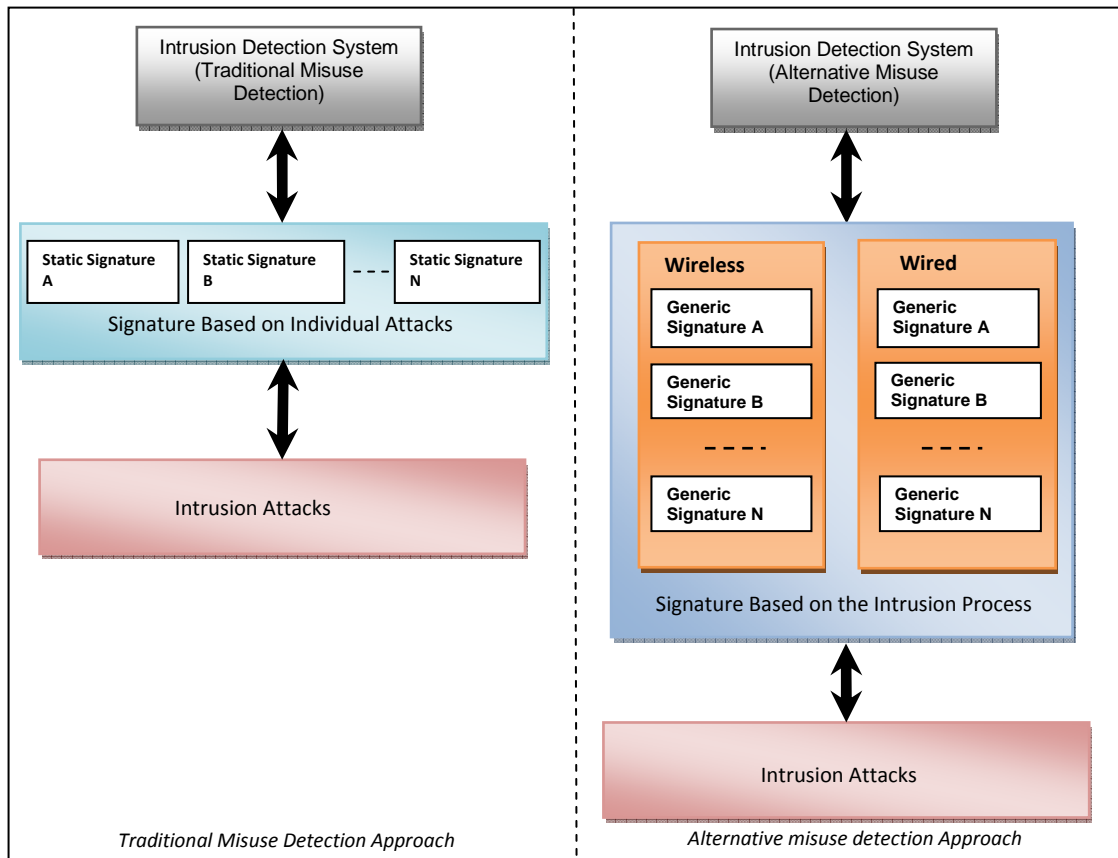 Intrusion Detection System
(Traditional Misuse
Detection)
Static Signature
A
Static Signature
B
Static Signature
N
Signature Based on Individual Attacks
Intrusion Attacks
Traditional Misuse Detection Approach
Intrusion Detection System
(Alternative Misuse
Detection)
Wireless
Generic
Signature A
Generic
Signature B
Generic
Signature N
Wired
Generic
Signature A
Generic
Signature B
Generic
Signature N
Signature Based on the Intrusion Process
Intrusion Attacks
Alternative misuse detection Approach